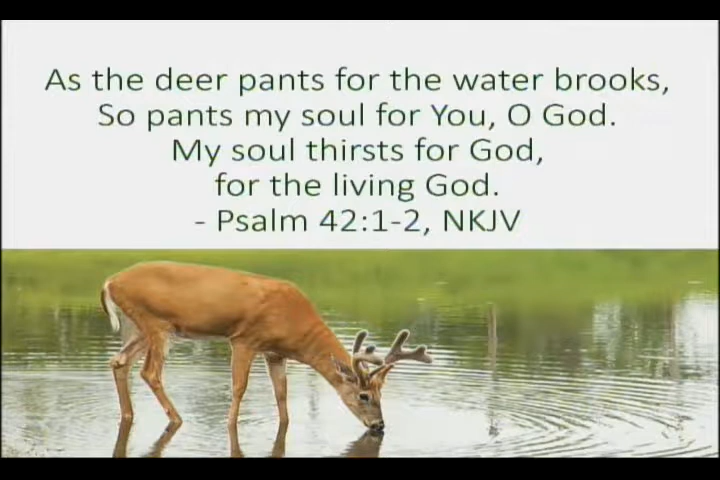 As the deer pants for the water brooks,
So pants my soul for You, O God.
My soul thirsts for God,
for the living God.
- Psalm 42:1-2, NKJV